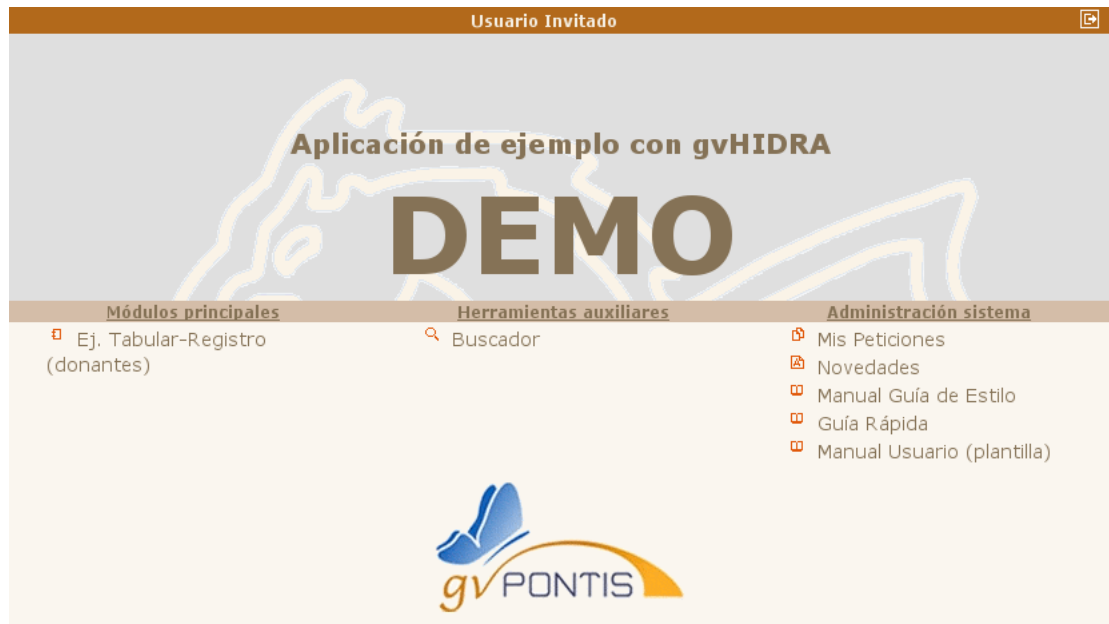 Usuario Invitado
Aplicación de ejemplo con gvHIDRA
DEMO
Módulos principales
Ej. Tabular-Registro
(donantes)
Herramientas auxiliares
Buscador
Administración sistema
Mis Peticiones
Novedades
Manual Guía de Estilo
Guía Rápida
Manual Usuario (plantilla)
gvPONTIS